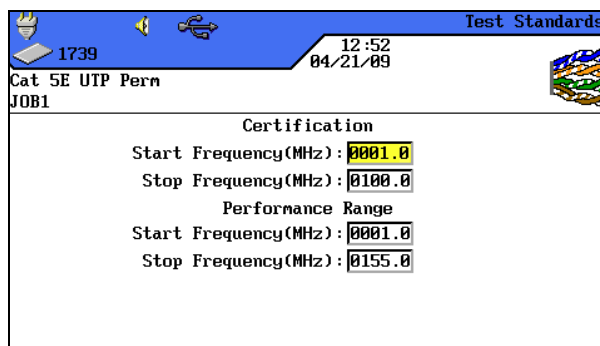 Test Standards
1739
12:52
04/21/09
Cat 5E UTP Perm
JOB1
Certification
Start Frequency(MHz): 0001.0
Stop Frequency(MHz): 0100.0
Performance Range
Start Frequency(MHz): 0001.0
Stop Frequency(MHz): 0155.0